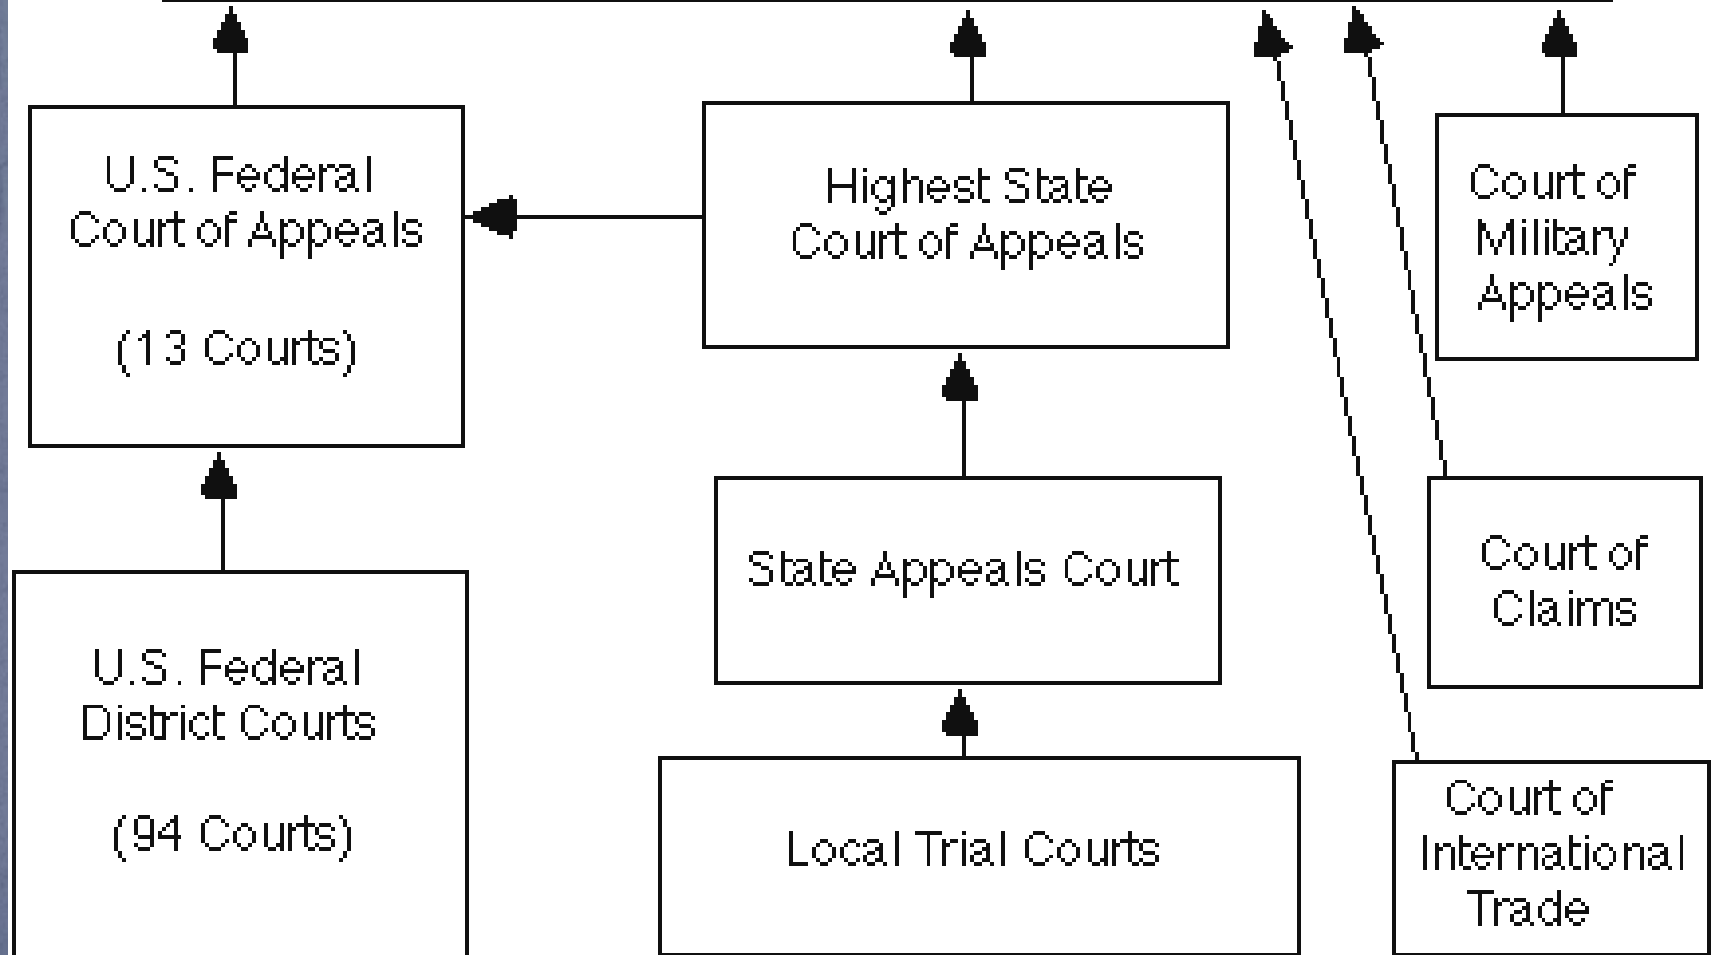 U.S. Federal
Court of Appeals
(13 Courts)
Highest State
Court of Appeals
Court of
Military
Appeals
State Appeals Court
Court of
Claims
U.S. Federal
District Courts
(94 Courts)
Local Trial Courts
Court of
International
Trade